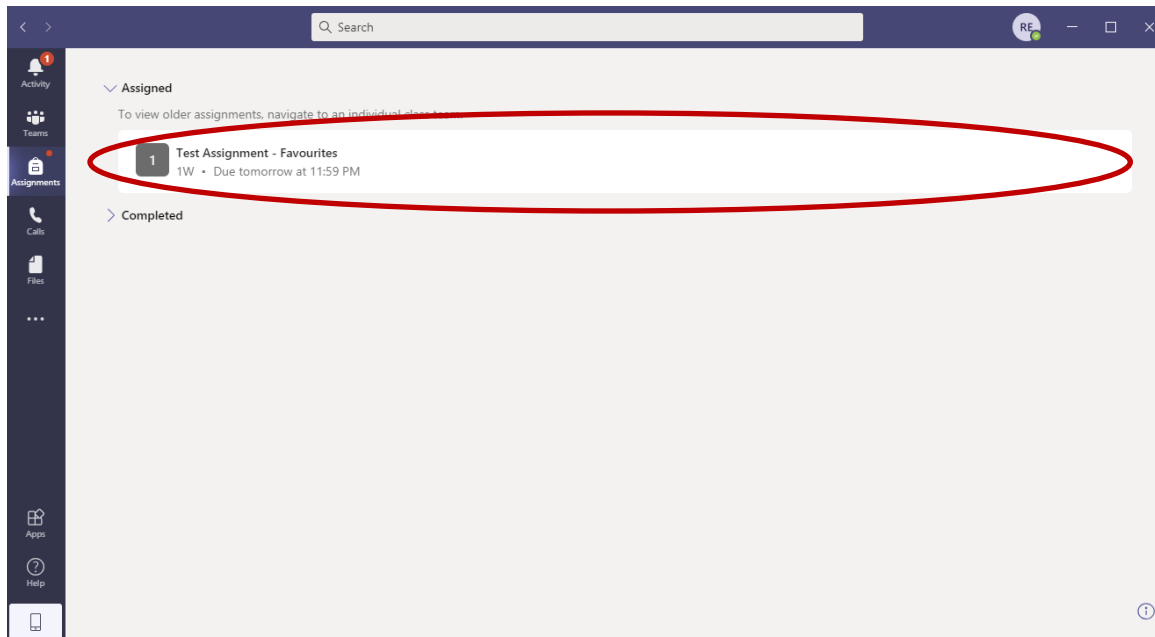 Search
RE
1
Activity
Teams
Assignments
Calls
Files
Apps
Help
Assigned
To view older assignments, navigate to an individual class team.
1
Test Assignment - Favourites
1W • Due tomorrow at 11:59 PM
Completed